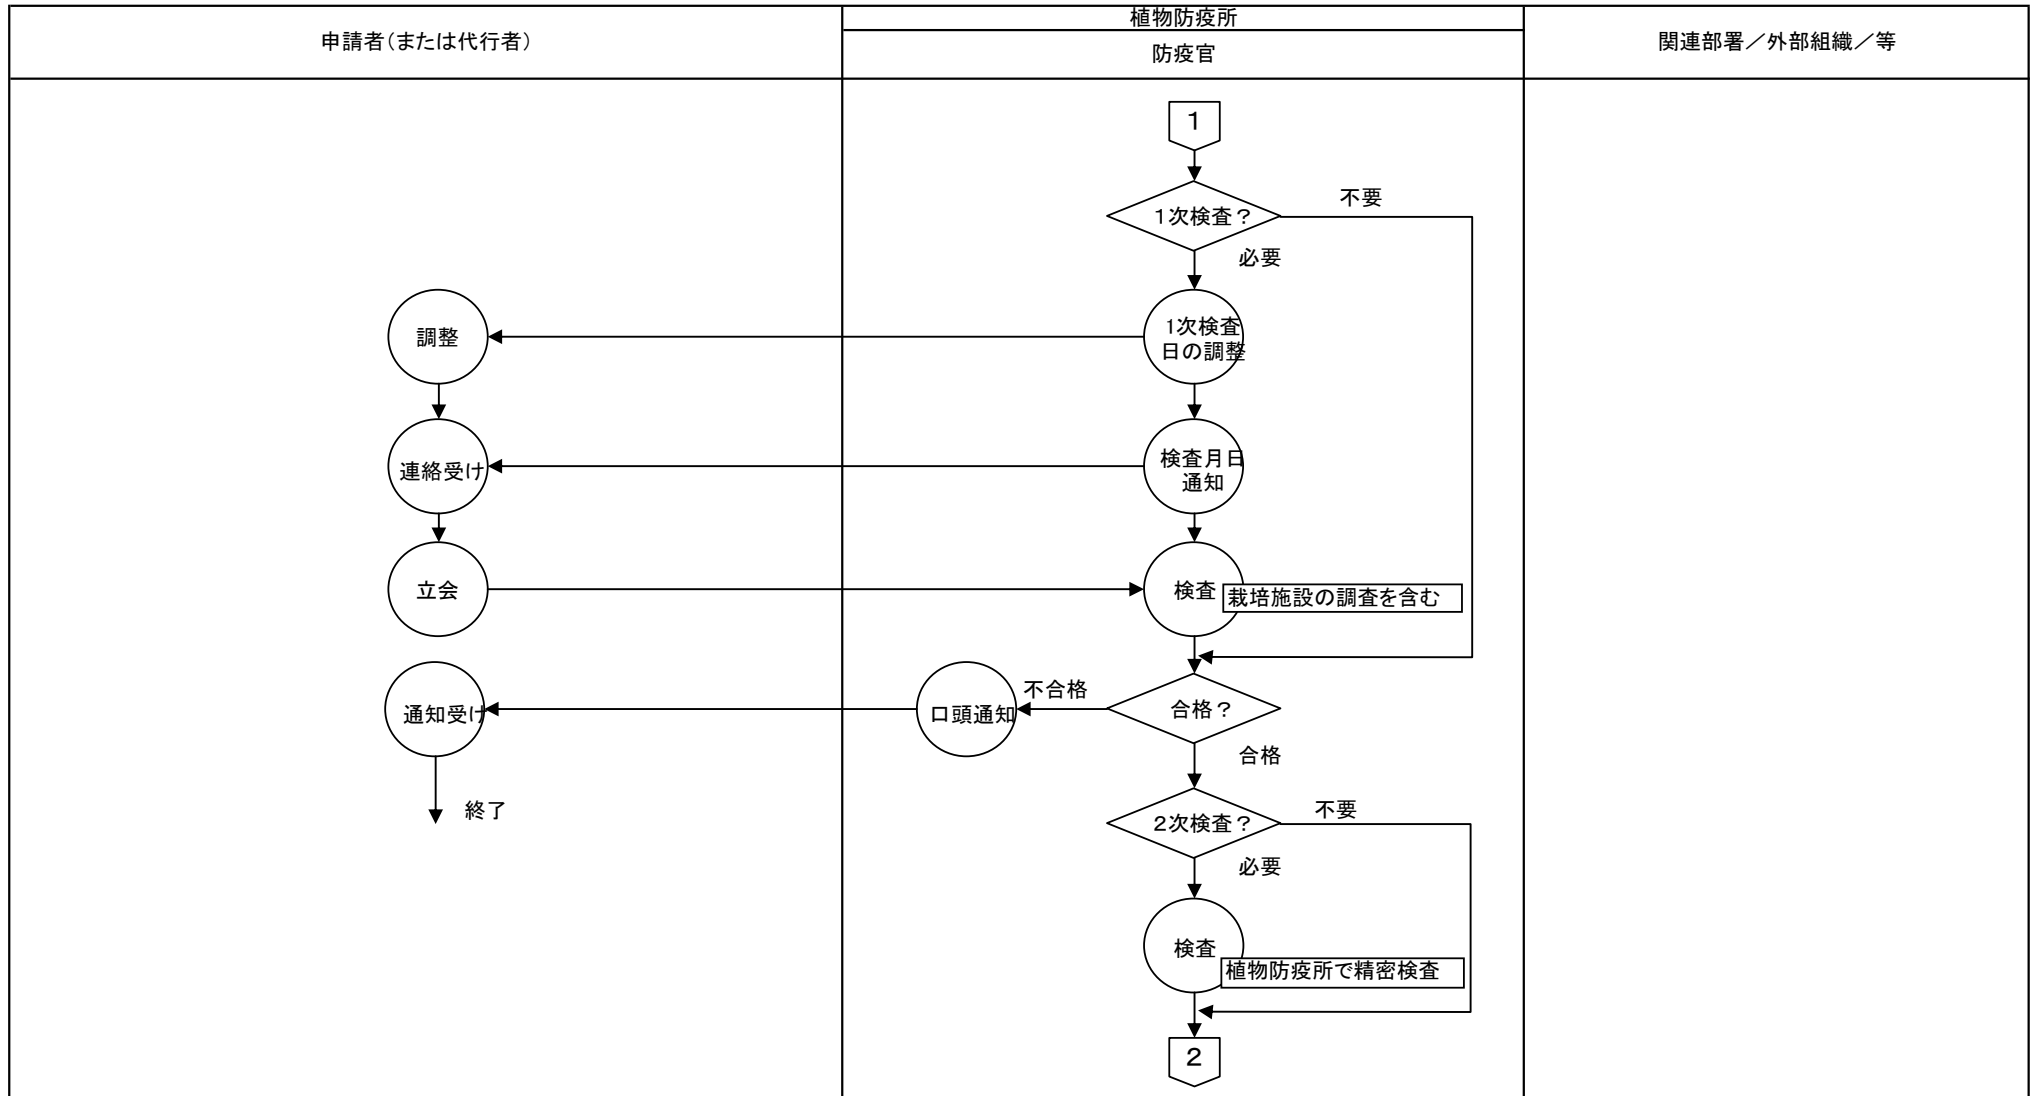 申請者(または代行者)
植物防疫所
防疫官
関連部署／外部組織／等
1
1次検査？
不要
必要
調整
1次検査
日の調整
連絡受け
検査月日
通知
立会
検査
栽培施設の調査を含む
通知受け
口頭通知
不合格
合格？
合格
終了
2次検査？
不要
必要
検査
植物防疫所で精密検査
2